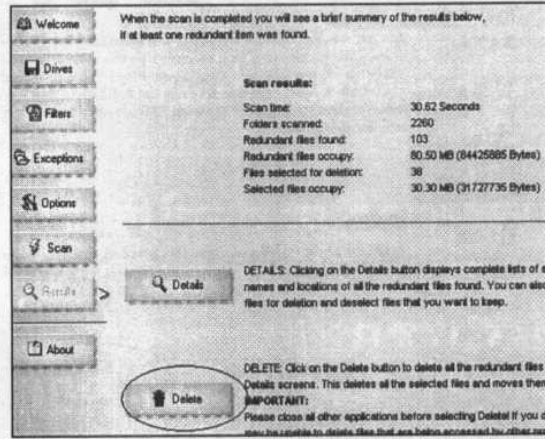 Welcome
Drives
Filters
Exceptions
Options
Scan
Results
About
When the scan is completed you will see a brief summary of the results below,
if at least one redundant item was found.
Scan results:
Scan time: 30.62 Seconds
Folders scanned: 2260
Redundant files found: 103
Redundant files occupy: 80.50 MB (84425885 Bytes)
Files selected for deletion: 38
Selected files occupy: 30.30 MB (31727735 Bytes)
>
Details
DETAILS: Clicking on the Details button displays complete lists of
names and locations of all the redundant files found. You can also
files for deletion and deselect files that you want to keep.
Delete
DELETE: Click on the Delete button to delete all the redundant files
Details screens. This deletes all the selected files and moves them
IMPORTANT:
Please close all other applications before selecting Delete! If you
may be unable to delete files that are being accessed by other